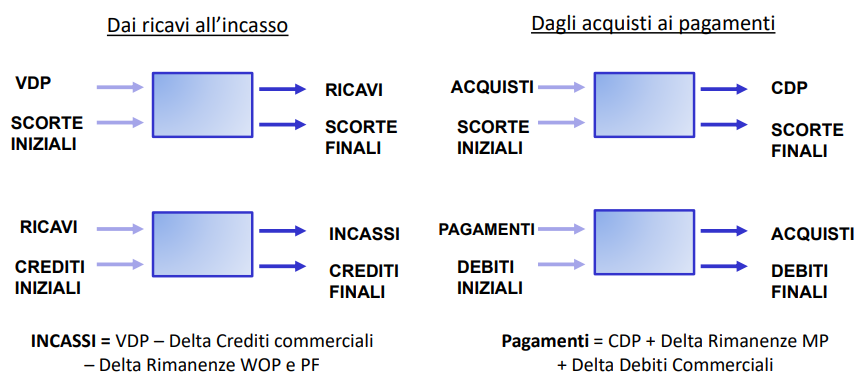 Dai ricavi all'incasso
VDP
SCORTE
INIZIALI
RICAVI
SCORTE
FINALI
RICAVI
CREDITI
INIZIALI
INCASSI
CREDITI
FINALI
INCASSI = VDP – Delta Crediti commerciali
– Delta Rimanenze WOP e PF
Dagli acquisti ai pagamenti
ACQUISTI
SCORTE
INIZIALI
CDP
SCORTE
FINALI
PAGAMENTI
DEBITI
INIZIALI
ACQUISTI
DEBITI
FINALI
Pagamenti = CDP + Delta Rimanenze MP
+ Delta Debiti Commerciali